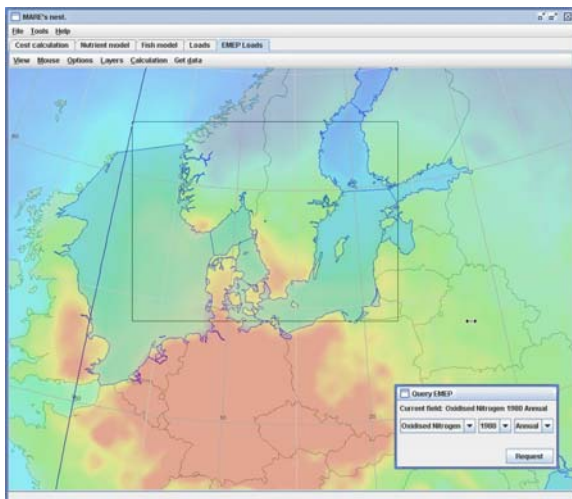 MARE's nest.
File Tools Help
Cost calculation Nutrient model Fish model Loads EMEP Loads
View Mouse Options Layers Calculation Get data
Query EMEP
Current field: Oxidised Nitrogen 1980 Annual
Oxidised Nitrogen 1980 Annual
Request